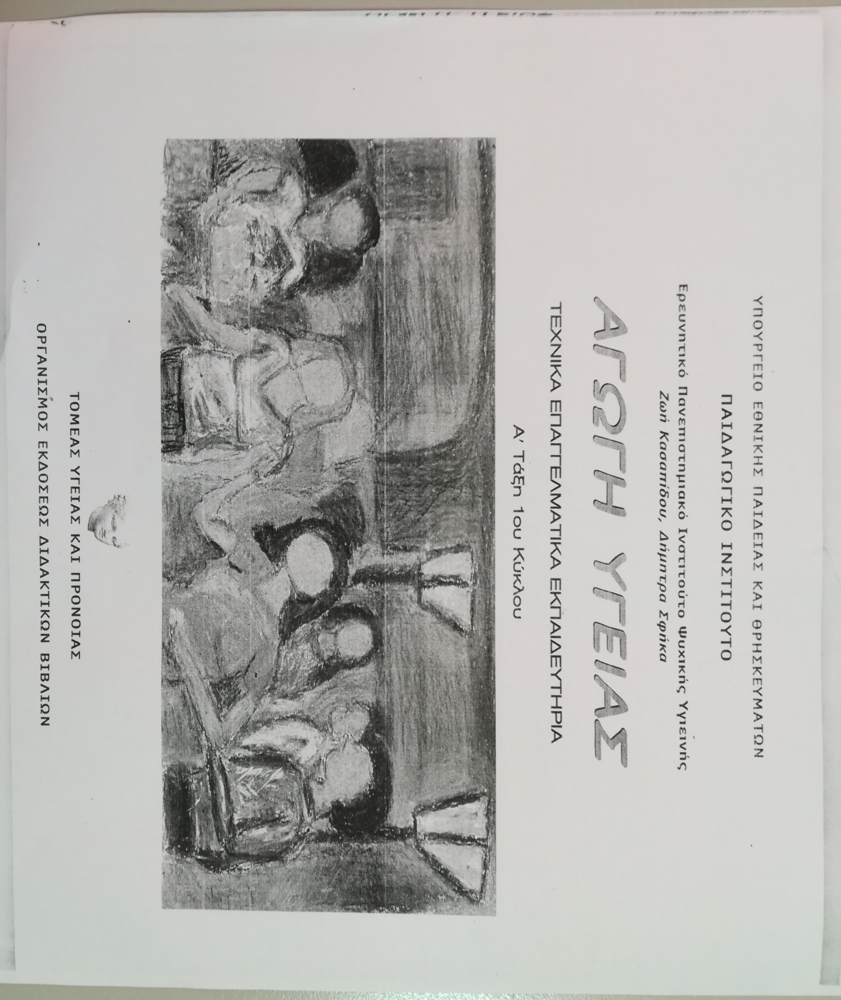 ΥΠΟΥΡΓΕΙΟ ΕΘΝΙΚΗΣ ΠΑΙΔΕΙΑΣ ΚΑΙ ΘΡΗΣΚΕΥΜΑΤΩΝ
ΠΑΙΔΑΓΩΓΙΚΟ ΙΝΣΤΙΤΟΥΤΟ
Ερευνητικό Πανεπιστημιακό Ινστιτούτο Ψυχικής Υγιεινής
Ζωή Κασαπίδου, Δήμητρα Σφήκα
ΑΓΩΓΗ ΥΓΕΙΑΣ
ΤΕΧΝΙΚΑ ΕΠΑΓΓΕΛΜΑΤΙΚΑ ΕΚΠΑΙΔΕΥΤΗΡΙΑ
Α' Τάξη 1ου Κύκλου
ΤΟΜΕΑΣ ΥΓΕΙΑΣ ΚΑΙ ΠΡΟΝΟΙΑΣ
ΟΡΓΑΝΙΣΜΟΣ ΕΚΔΟΣΕΩΣ ΔΙΔΑΚΤΙΚΩΝ ΒΙΒΛΙΩΝ